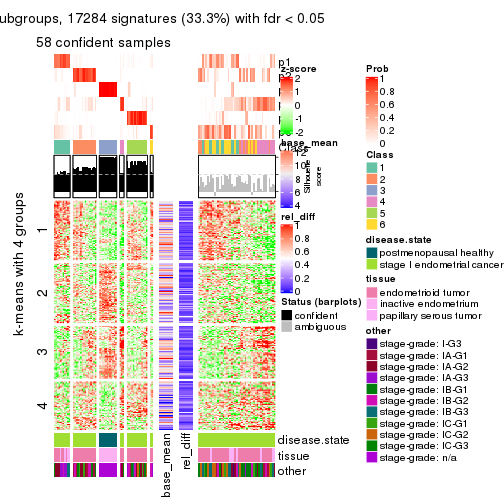 ubgroups, 17284 signatures (33.3%) with fdr < 0.05
58 confident samples
k-means with 4 groups
1
2
3
4
p1
z-score
2
1
0
-1
-2
base_mean
12
10
8
6
4
Silhouette
score
rel_diff
1
0.8
0.6
0.4
0.2
0
Status (barplots)
confident
ambiguous
disease.state
tissue
other
base_mean
rel_diff
Prob
1
0.8
0.6
0.4
0.2
0
Class
1
2
3
4
5
6
disease.state
postmenopausal healthy
stage I endometrial cancer
tissue
endometrioid tumor
inactive endometrium
papillary serous tumor
other
stage-grade: I-G3
stage-grade: IA-G1
stage-grade: IA-G2
stage-grade: IA-G3
stage-grade: IB-G1
stage-grade: IB-G2
stage-grade: IB-G3
stage-grade: IC-G1
stage-grade: IC-G2
stage-grade: IC-G3
stage-grade: n/a